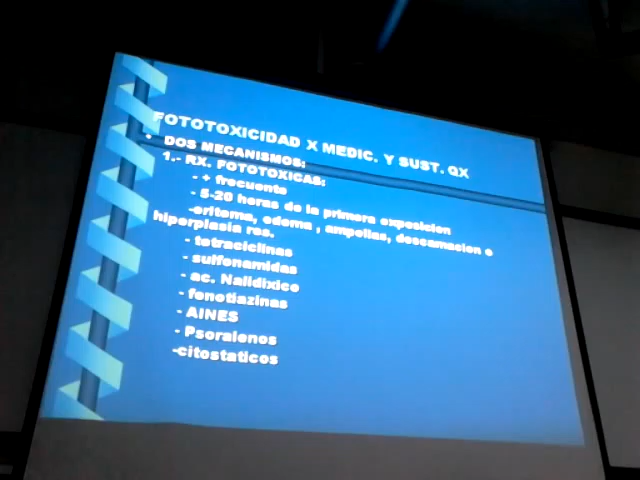 FOTOTOXICIDAD X MEDIC. Y SUST. QX
• DOS MECANISMOS:
1.- RX. FOTOTOXICAS:
- + frecuente
- 5-20 horas de la primera exposicion
-eritema, edema , ampollas, descamacion e
hiperplasia res.
- tetraciclinas
- sulfonamidas
- ac. Nalidixico
- fenotiazinas
- AINES
- Psoralenos
-citostaticos